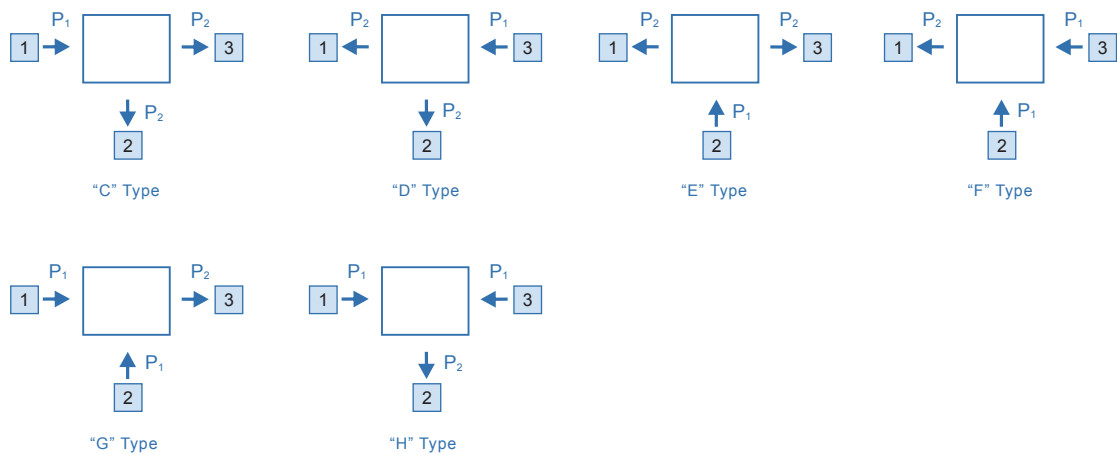 P₁ P₂ P₂ P₁ P₂ P₂ P₂ P₁
1 3 1 3 1 3 1 3
P₂ P₂ P₁ P₁
2 2 2 2
“C” Type “D” Type “E” Type “F” Type
P₁ P₂ P₁ P₁
1 3 1 3
P₁ P₂
2 2
“G” Type “H” Type